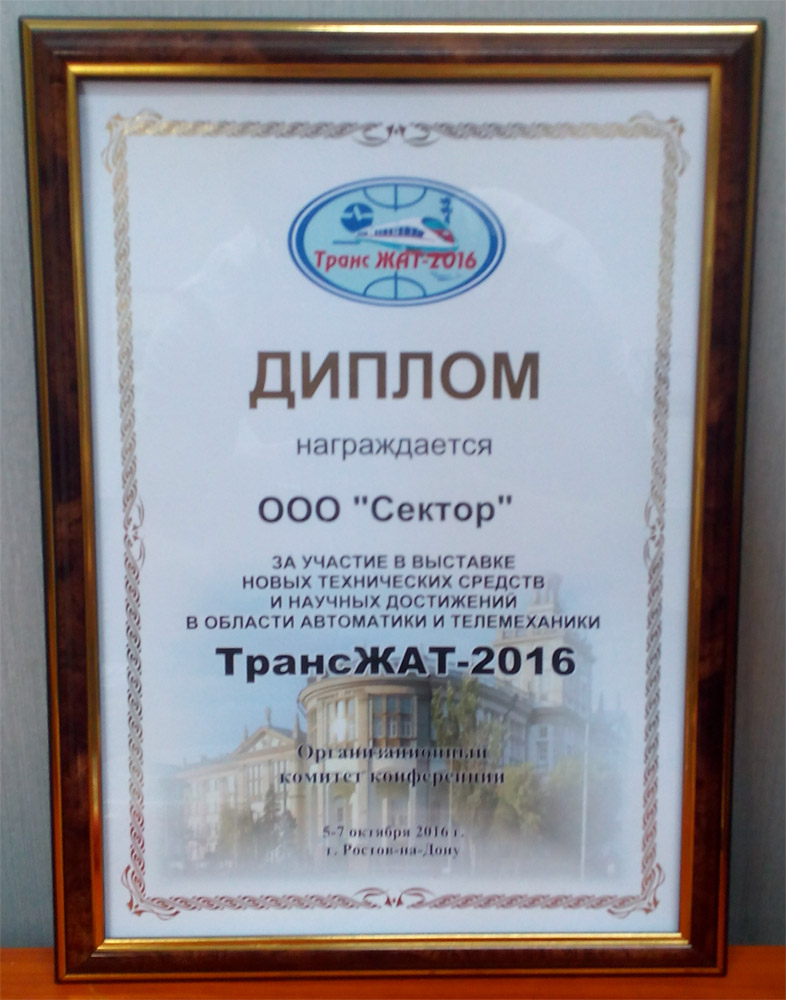 Транс ЖАТ-2016
ДИПЛОМ
награждается
ООО "Сектор"
ЗА УЧАСТИЕ В ВЫСТАВКЕ
НОВЫХ ТЕХНИЧЕСКИХ СРЕДСТВ
И НАУЧНЫХ ДОСТИЖЕНИЙ
В ОБЛАСТИ АВТОМАТИКИ И ТЕЛЕМЕХАНИКИ
ТрансЖАТ-2016
Организационный
комитет конференции
5-7 октября 2016 г.
г. Ростов-на-Дону